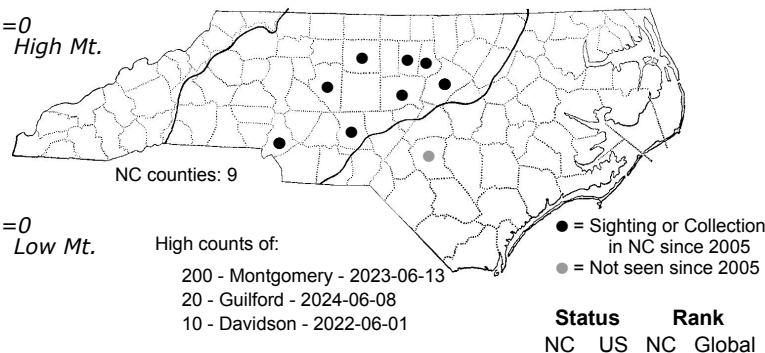 =0
High Mt.
NC counties: 9
=0
Low Mt.
High counts of:
200 - Montgomery - 2023-06-13
20 - Guilford - 2024-06-08
10 - Davidson - 2022-06-01
= Sighting or Collection
in NC since 2005
= Not seen since 2005
Status Rank
NC US NC Global